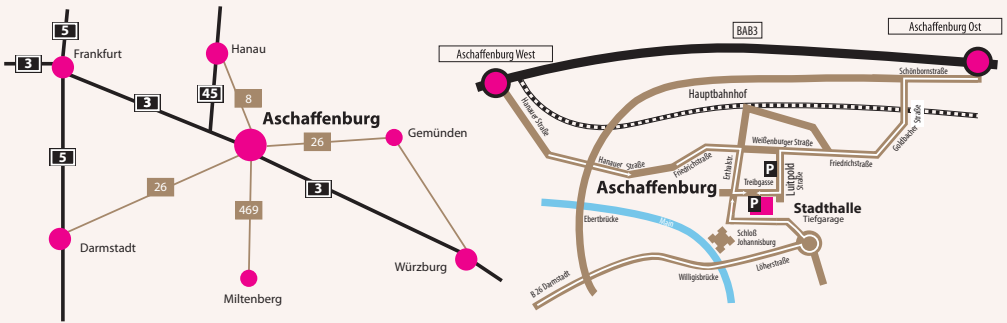 5
3
Frankfurt
Hanau
3
45
8
Aschaffenburg
26
Gemünden
5
26
3
469
Darmstadt
Würzburg
Miltenberg
Aschaffenburg West
BAB3
Aschaffenburg Ost
Schönbornstraße
Hauptbahnhof
Hanauer Straße
Goldbacher Straße
Weißenburger Straße
Hanauer Straße
Friedrichstraße
Friedrichstraße
Erthalstr.
P
Treibgasse
Luitpold
Straße
Aschaffenburg
P
Stadthalle
Tiefgarage
Ebertbrücke
Main
Schloß
Johannisburg
B 26 Darmstadt
Willigisbrücke
Löherstraße